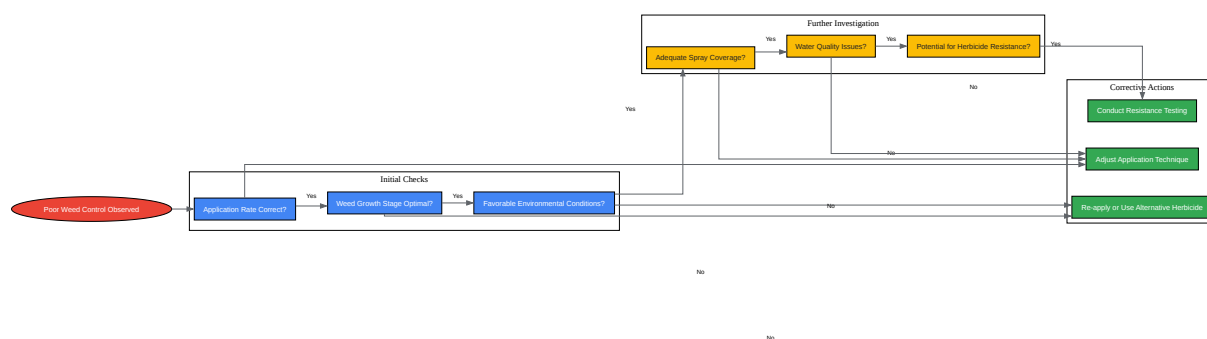 Further Investigation
Yes
Water Quality Issues?
Yes
Potential for Herbicide Resistance?
Yes
Adequate Spray Coverage?
No
Corrective Actions
Yes
Conduct Resistance Testing
No
Adjust Application Technique
Initial Checks
Poor Weed Control Observed
Application Rate Correct?
Yes
Weed Growth Stage Optimal?
Yes
Favorable Environmental Conditions?
No
Re-apply or Use Alternative Herbicide
No
No